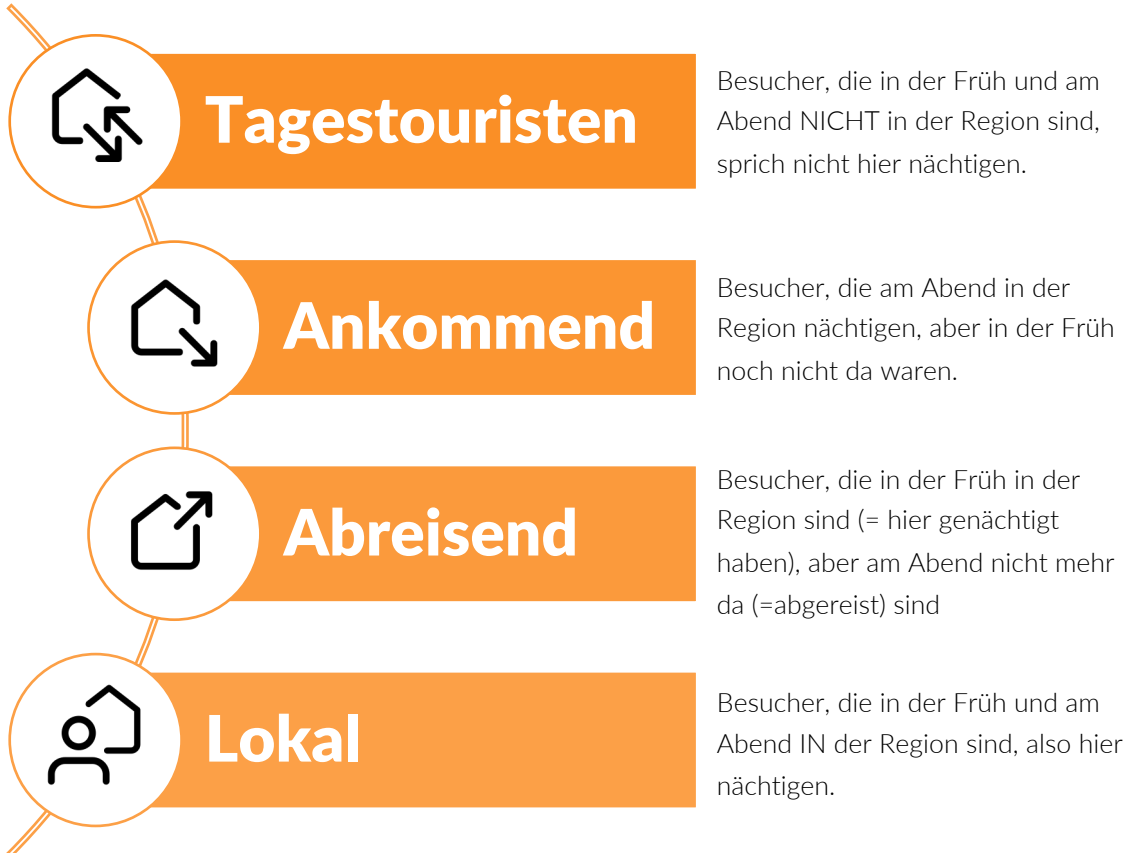 Tagestouristen
Besucher, die in der Früh und am
Abend NICHT in der Region sind,
sprich nicht hier nächtigen.
Ankommend
Besucher, die am Abend in der
Region nächtigen, aber in der Früh
noch nicht da waren.
Abreisend
Besucher, die in der Früh in der
Region sind (= hier genächtigt
haben), aber am Abend nicht mehr
da (=abgereist) sind
Lokal
Besucher, die in der Früh und am
Abend IN der Region sind, also hier
nächtigen.